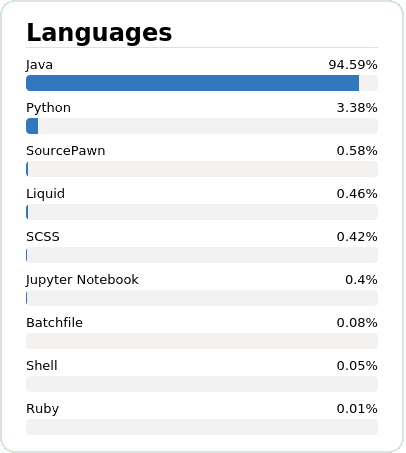 Languages
Java 94.59%
Python 3.38%
SourcePawn 0.58%
Liquid 0.46%
SCSS 0.42%
Jupyter Notebook 0.4%
Batchfile 0.08%
Shell 0.05%
Ruby 0.01%